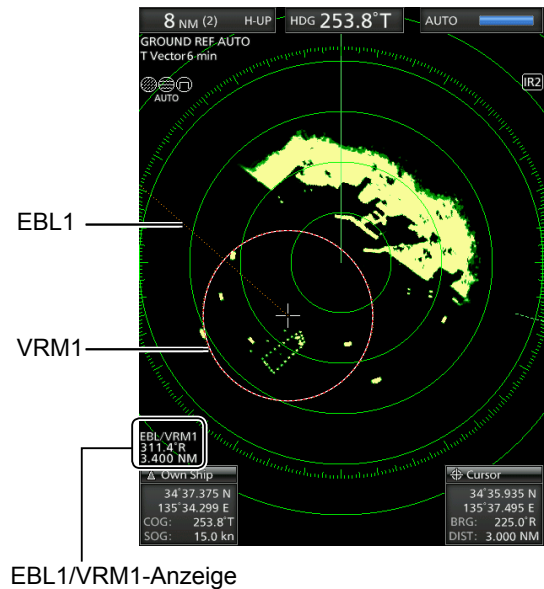 8 NM (2) H-UP HDG 253.8°T AUTO
GROUND REF AUTO
T Vector 6 min
AUTO
IR2
EBL1
VRM1
EBL/VRM1
311.4°R
3.400 NM
Own Ship
34°37.375 N
135°34.299 E
COG: 253.8°T
SOG: 15.0 kn
Cursor
34°35.935 N
135°37.495 E
BRG: 225.0°R
DIST: 3.000 NM
EBL1/VRM1-Anzeige